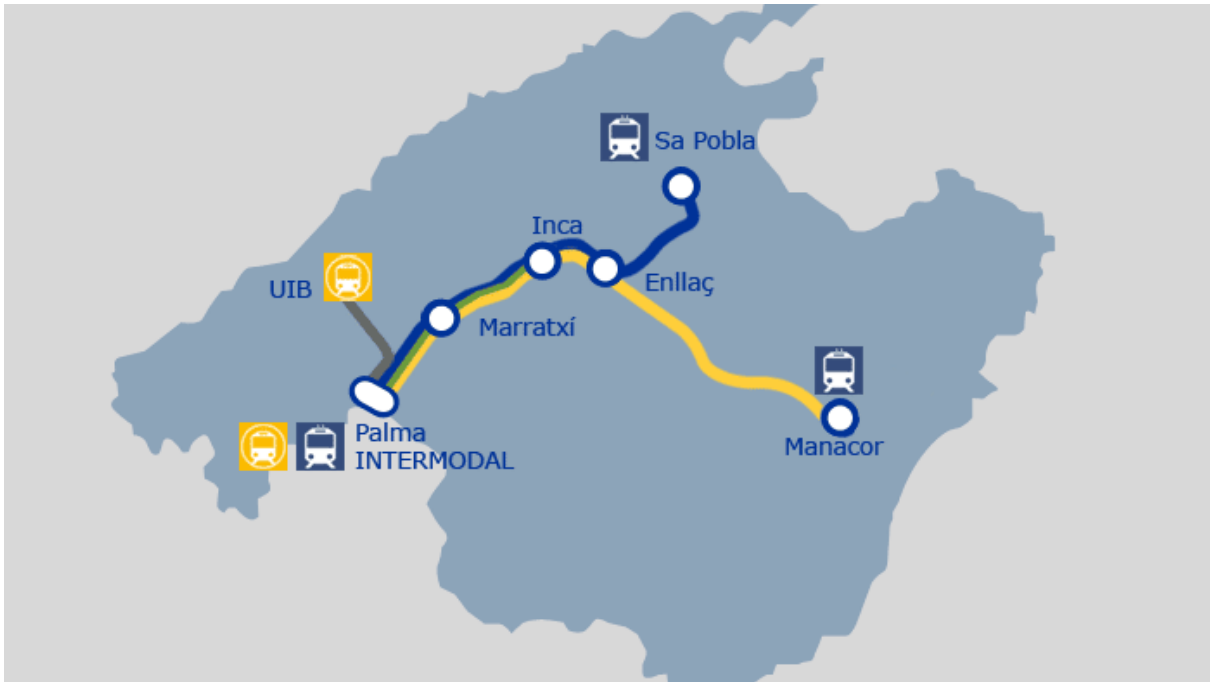 Sa Pobla
Inca
Enllaç
UIB
Marratxí
Palma
INTERMODAL
Manacor